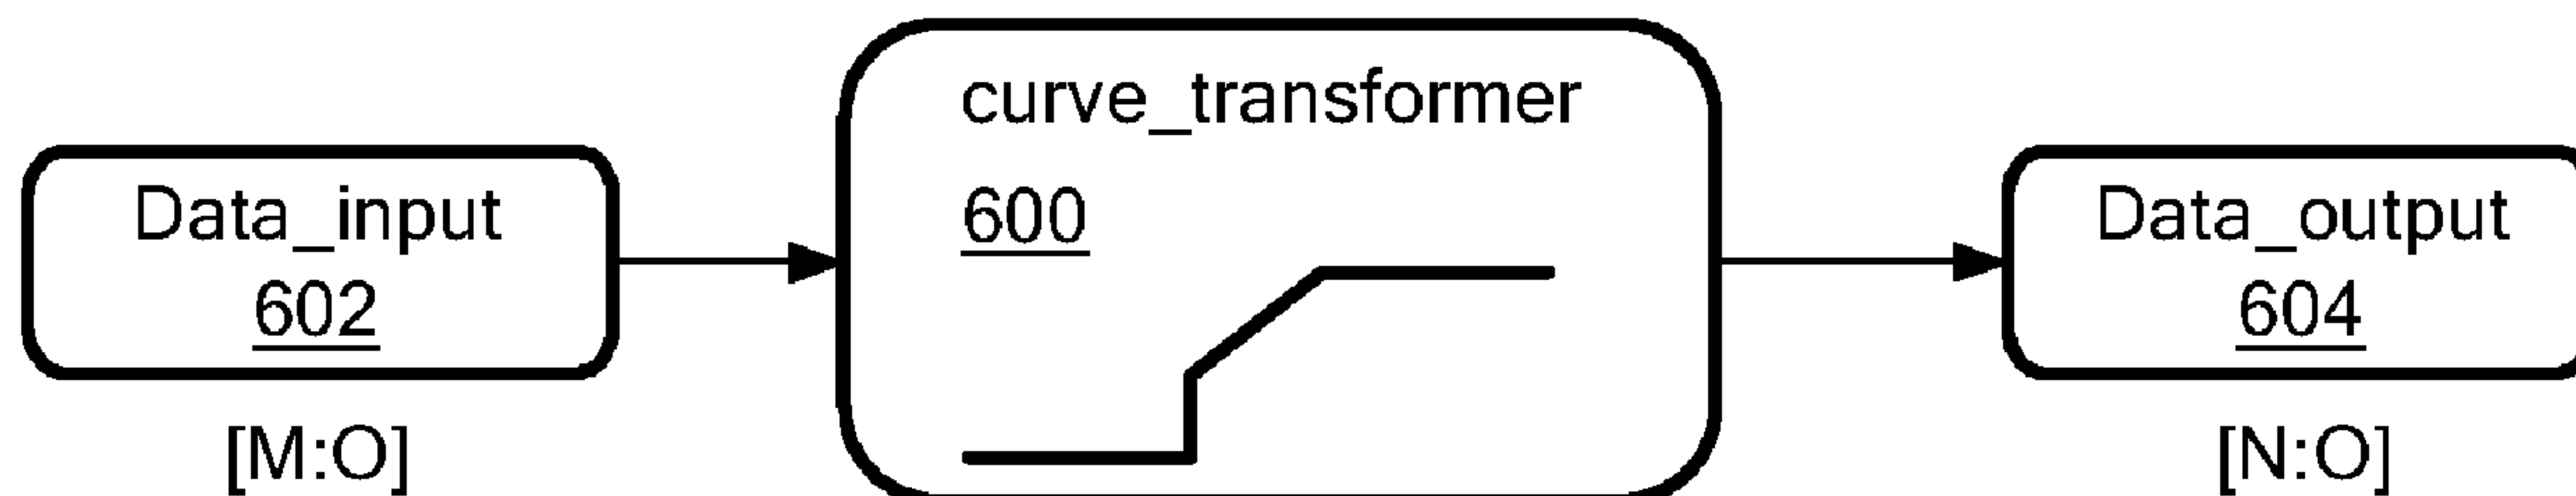 curve_transformer
600
Data_input
602
[M:O]
Data_output
604
[N:O]